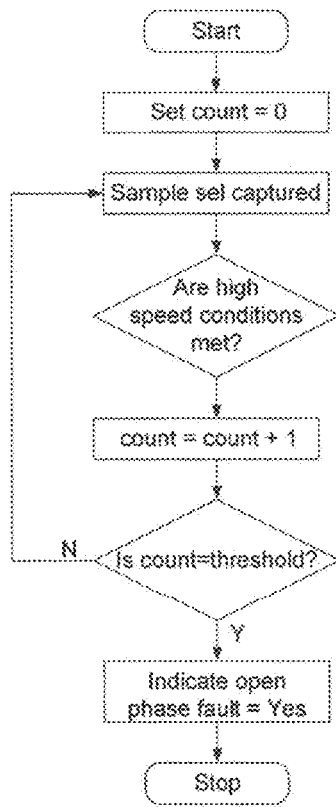 Start
Set count = 0
Sample set captured
Are high
speed conditions
met?
count = count + 1
N
Is count=threshold?
Y
Indicate open
phase fault = Yes
Stop